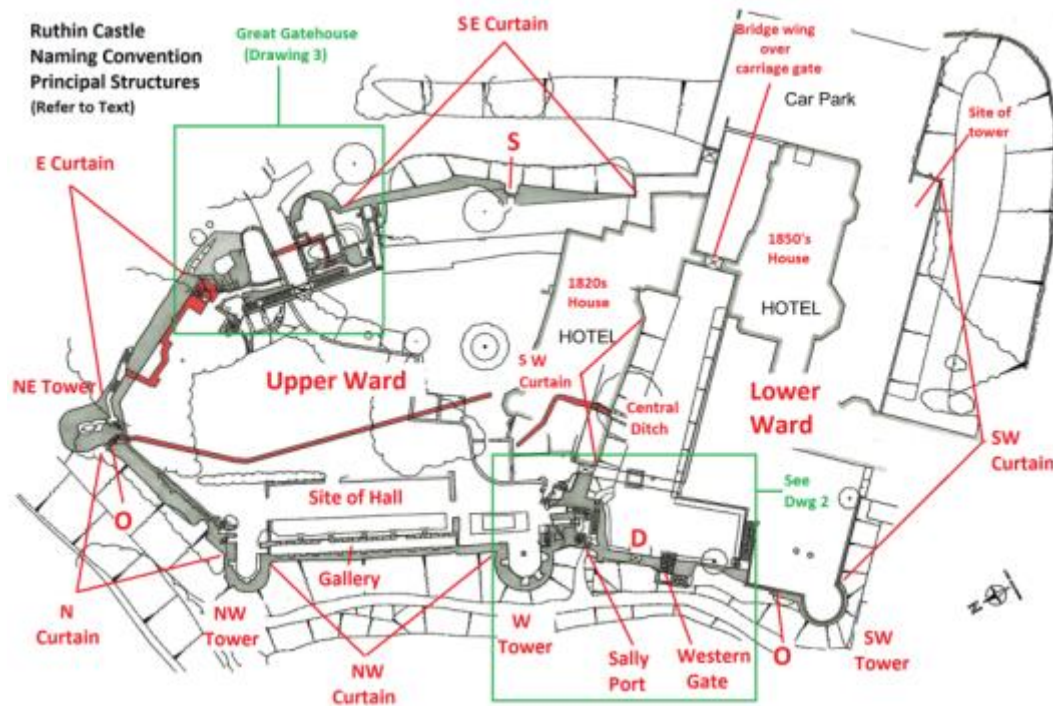 Ruthin Castle
Naming Convention
Principal Structures
(Refer to Text)
Great Gatehouse
(Drawing 3)
SE Curtain
Bridge wing
over
carriage gate
Car Park
Site of
tower
E Curtain
S
1850's
House
HOTEL
1820s
House
HOTEL
NE Tower
Upper Ward
S W
Curtain
Central
Ditch
Lower
Ward
SW
Curtain
O
Site of Hall
See
Dwg 2
D
Gallery
N
Curtain
NW
Tower
NW
Curtain
W
Tower
Sally
Port
Western
Gate
O
SW
Tower
N